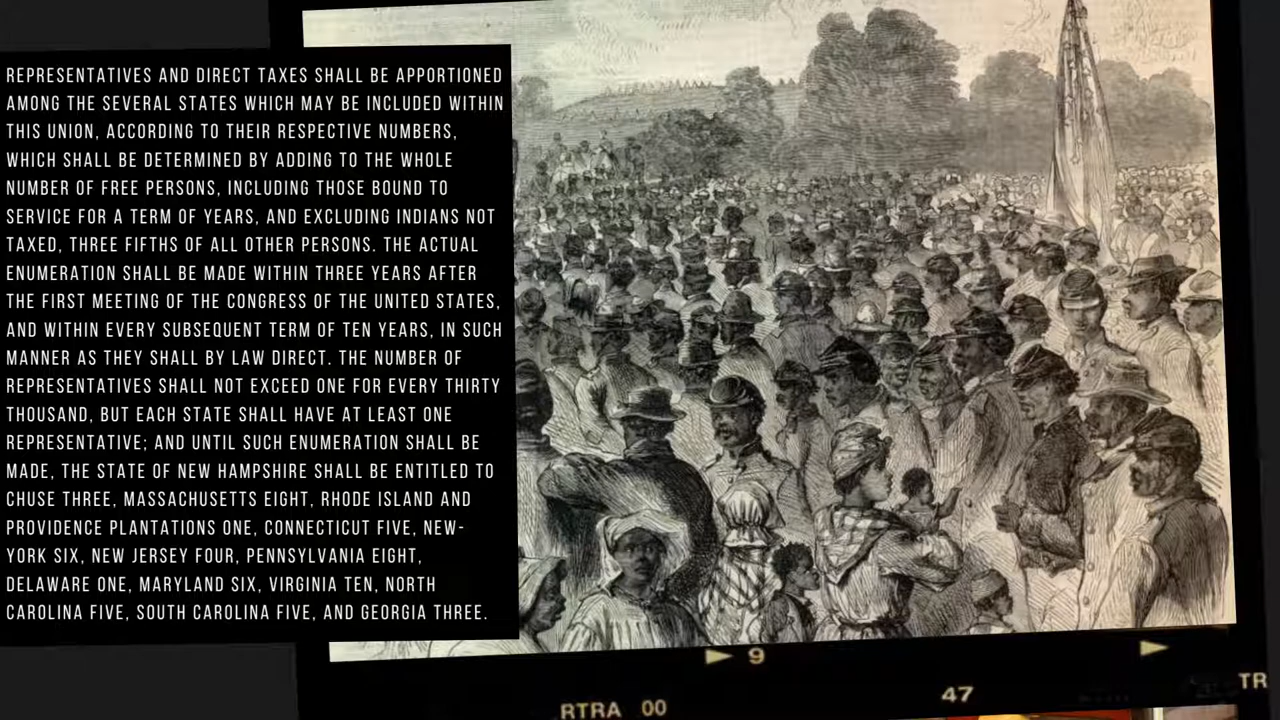 REPRESENTATIVES AND DIRECT TAXES SHALL BE APPORTIONED
AMONG THE SEVERAL STATES WHICH MAY BE INCLUDED WITHIN
THIS UNION, ACCORDING TO THEIR RESPECTIVE NUMBERS,
WHICH SHALL BE DETERMINED BY ADDING TO THE WHOLE
NUMBER OF FREE PERSONS, INCLUDING THOSE BOUND TO
SERVICE FOR A TERM OF YEARS, AND EXCLUDING INDIANS NOT
TAXED, THREE FIFTHS OF ALL OTHER PERSONS. THE ACTUAL
ENUMERATION SHALL BE MADE WITHIN THREE YEARS AFTER
THE FIRST MEETING OF THE CONGRESS OF THE UNITED STATES,
AND WITHIN EVERY SUBSEQUENT TERM OF TEN YEARS, IN SUCH
MANNER AS THEY SHALL BY LAW DIRECT. THE NUMBER OF
REPRESENTATIVES SHALL NOT EXCEED ONE FOR EVERY THIRTY
THOUSAND, BUT EACH STATE SHALL HAVE AT LEAST ONE
REPRESENTATIVE; AND UNTIL SUCH ENUMERATION SHALL BE
MADE, THE STATE OF NEW HAMPSHIRE SHALL BE ENTITLED TO
CHUSE THREE, MASSACHUSETTS EIGHT, RHODE ISLAND AND
PROVIDENCE PLANTATIONS ONE, CONNECTICUT FIVE, NEW-
YORK SIX, NEW JERSEY FOUR, PENNSYLVANIA EIGHT,
DELAWARE ONE, MARYLAND SIX, VIRGINIA TEN, NORTH
CAROLINA FIVE, SOUTH CAROLINA FIVE, AND GEORGIA THREE.
9
RTRA 00
47
TR